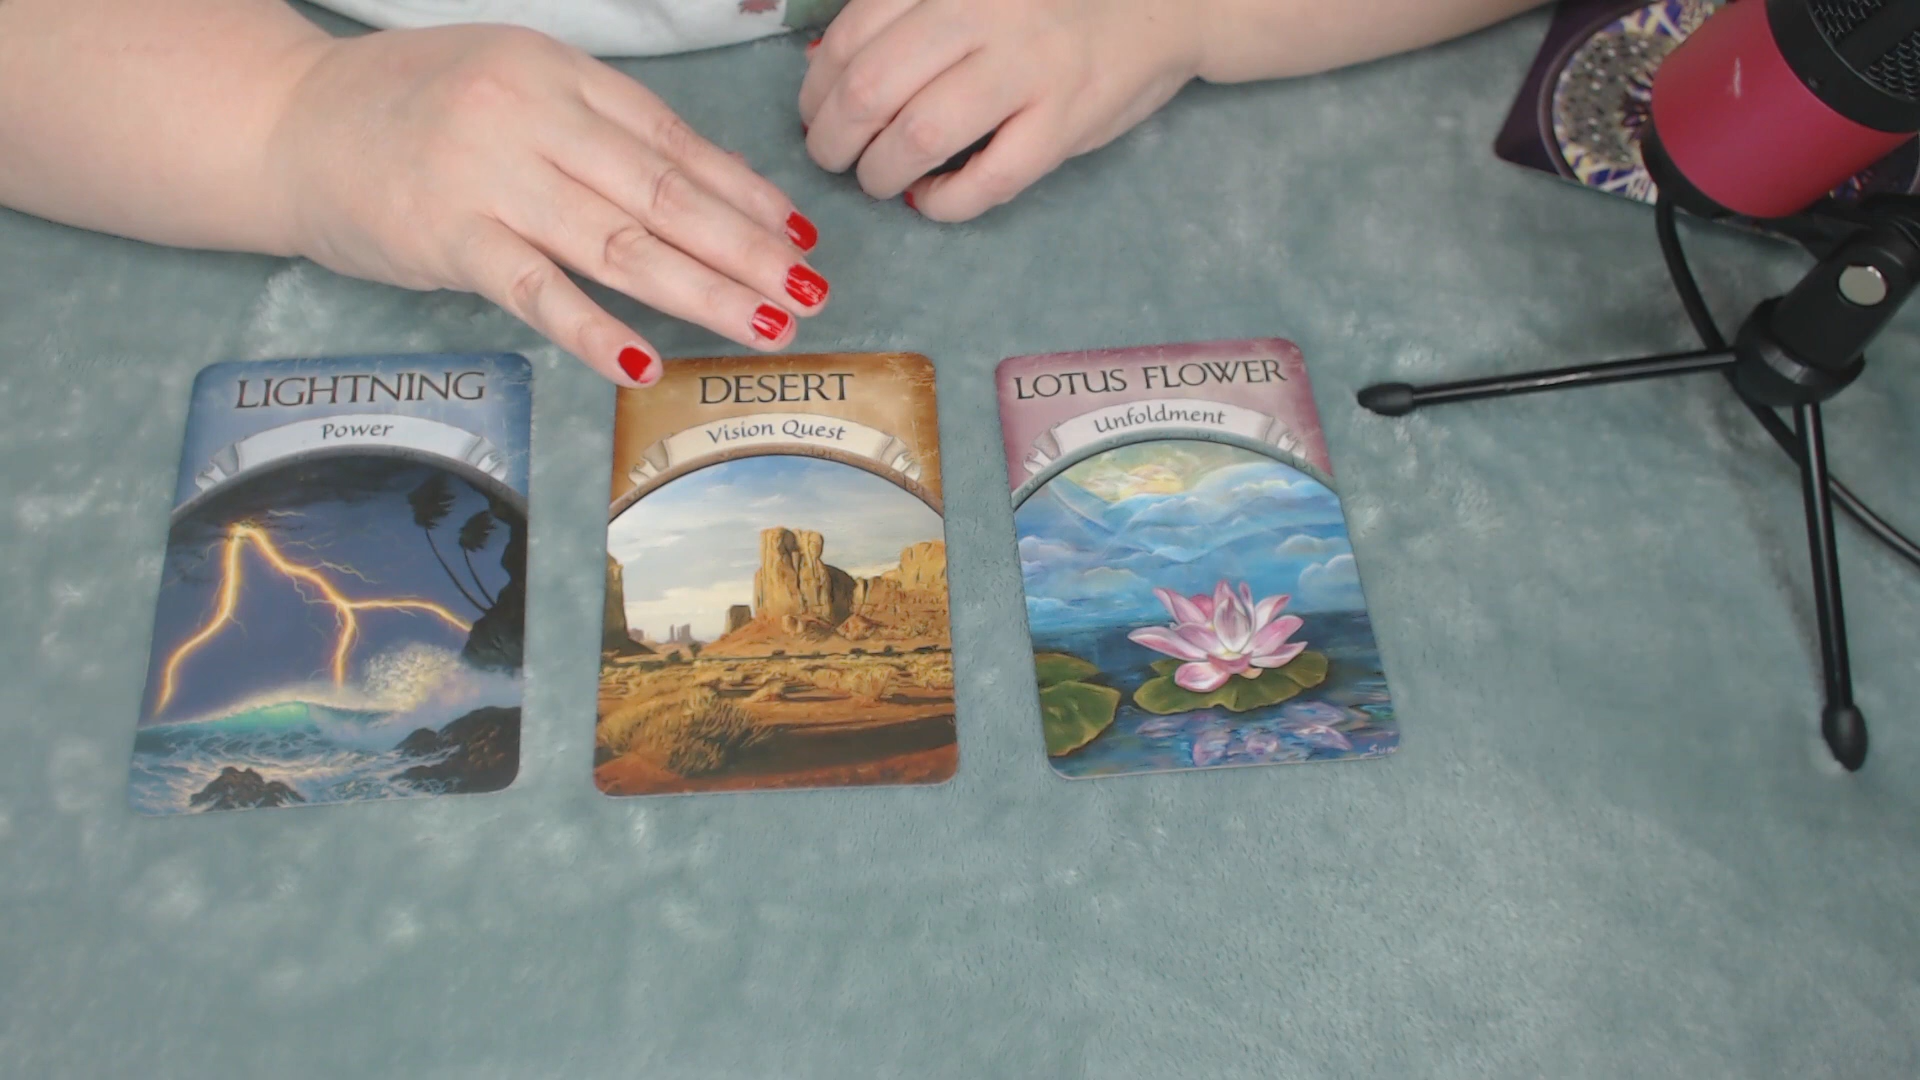 LIGHTNING
Power
DESERT
Vision Quest
LOTUS FLOWER
Unfoldment